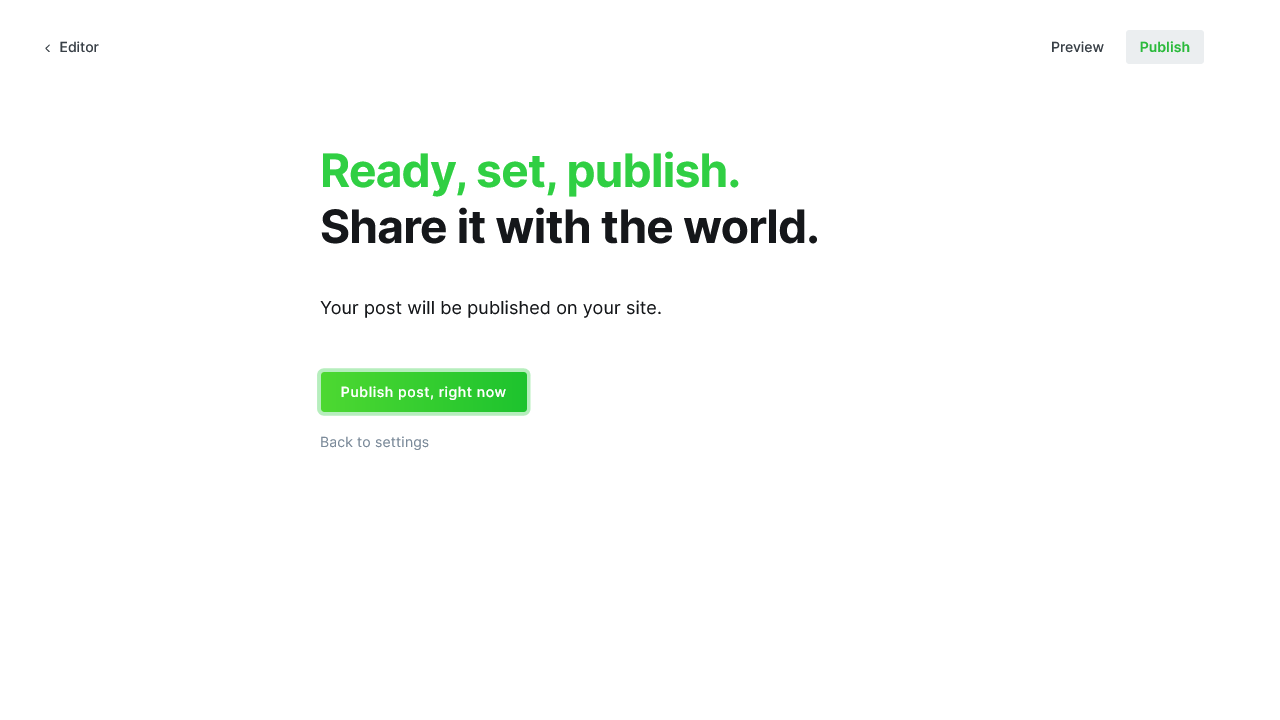 Editor
Preview
Publish
Ready, set, publish.
Share it with the world.
Your post will be published on your site.
Publish post, right now
Back to settings